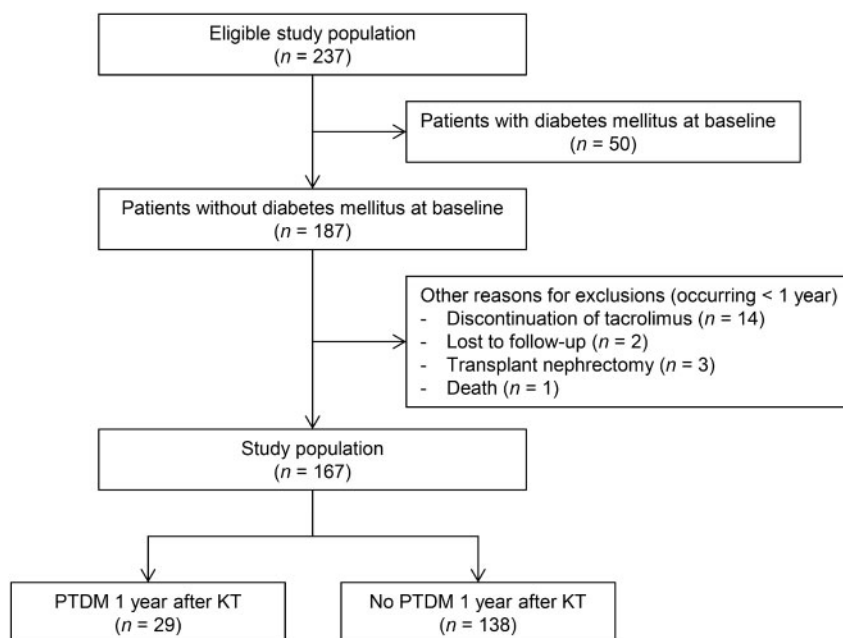 Eligible study population
(n = 237)
Patients with diabetes mellitus at baseline
(n = 50)
Patients without diabetes mellitus at baseline
(n = 187)
Other reasons for exclusions (occurring < 1 year)
- Discontinuation of tacrolimus (n = 14)
- Lost to follow-up (n = 2)
- Transplant nephrectomy (n = 3)
- Death (n = 1)
Study population
(n = 167)
PTDM 1 year after KT
(n = 29)
No PTDM 1 year after KT
(n = 138)